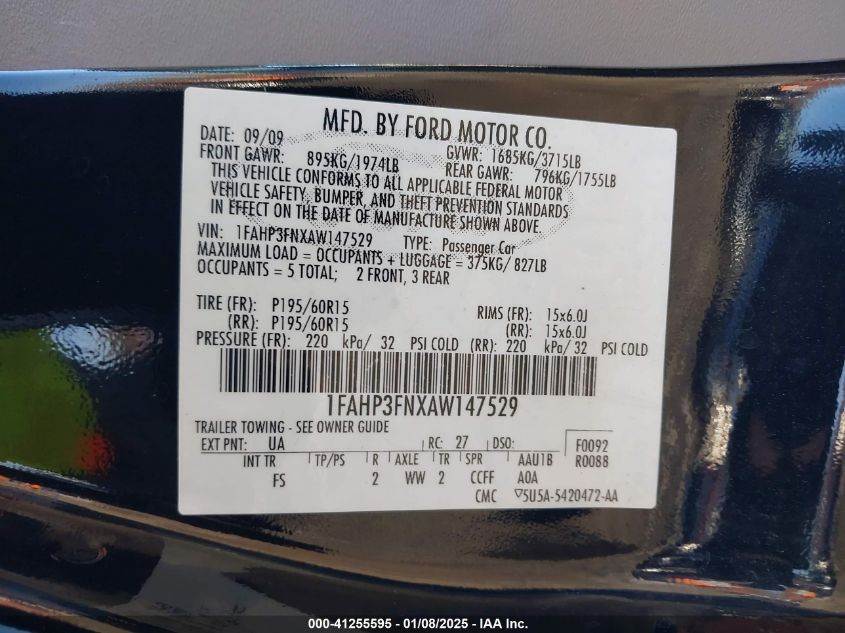 MFD. BY FORD MOTOR CO.
DATE: 09/09 GVWR: 1685KG/3715LB
FRONT GAWR: 895KG/1974LB REAR GAWR: 796KG/1755LB
THIS VEHICLE CONFORMS TO ALL APPLICABLE FEDERAL MOTOR
VEHICLE SAFETY, BUMPER, AND THEFT PREVENTION STANDARDS
IN EFFECT ON THE DATE OF MANUFACTURE SHOWN ABOVE.
VIN: 1FAHP3FNXAW147529 TYPE: Passenger Car
MAXIMUM LOAD = OCCUPANTS + LUGGAGE = 375KG/ 827LB
OCCUPANTS = 5 TOTAL; 2 FRONT, 3 REAR
TIRE (FR): P195/60R15 RIMS (FR): 15x6.0J
(RR): P195/60R15 (RR): 15x6.0J
PRESSURE (FR): 220 kPa/ 32 PSI COLD (RR): 220 kPa/ 32 PSI COLD
1FAHP3FNXAW147529
TRAILER TOWING - SEE OWNER GUIDE
EXT PNT: UA RC: 27 DSO: F0092
INT TR TP/PS R AXLE TR SPR AAU1B R0088
FS 2 WW 2 CCFF A0A
CMC ▽5U5A-5420472-AA
000-41255595 - 01/08/2025 - IAA Inc.